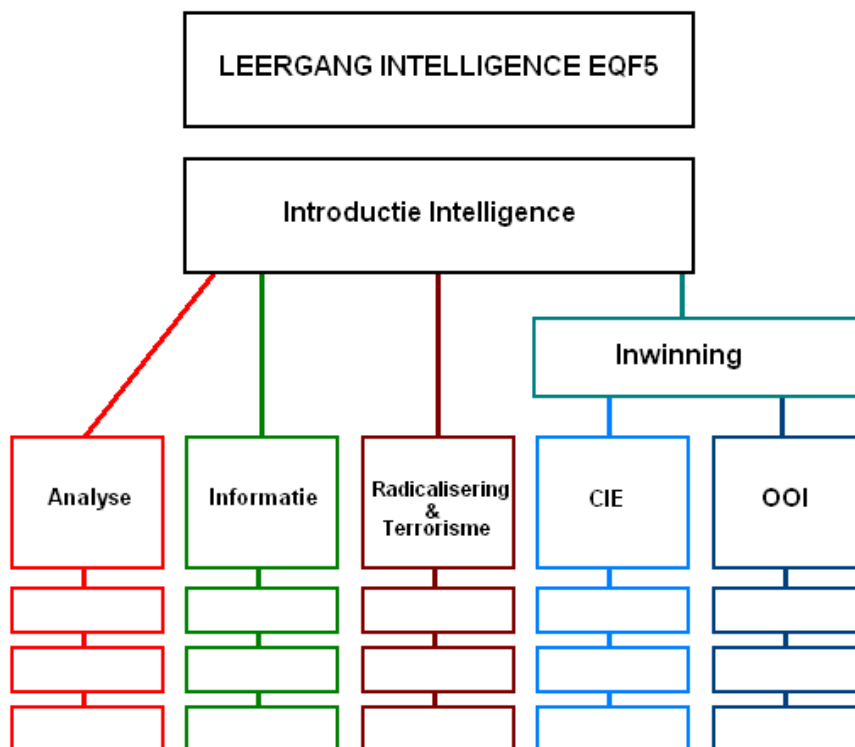 LEERGANG INTELLIGENCE EQF5
Introductie Intelligence
Inwinning
Analyse
Informatie
Radicalisering
&
Terrorisme
CIE
OOI